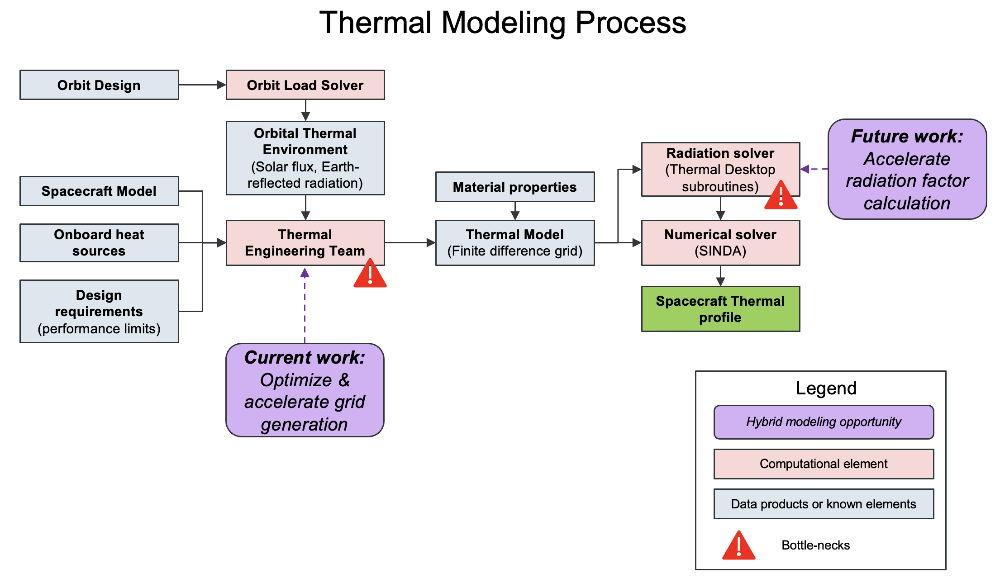 Thermal Modeling Process
Orbit Design
Orbit Load Solver
Orbital Thermal
Environment
(Solar flux, Earth-
reflected radiation)
Spacecraft Model
Onboard heat
sources
Design
requirements
(performance limits)
Thermal
Engineering Team
Material properties
Thermal Model
(Finite difference grid)
Radiation solver
(Thermal Desktop
subroutines)
Numerical solver
(SINDA)
Spacecraft Thermal
profile
Future work:
Accelerate
radiation factor
calculation
Current work:
Optimize &
accelerate grid
generation
Legend
Hybrid modeling opportunity
Computational element
Data products or known elements
Bottle-necks